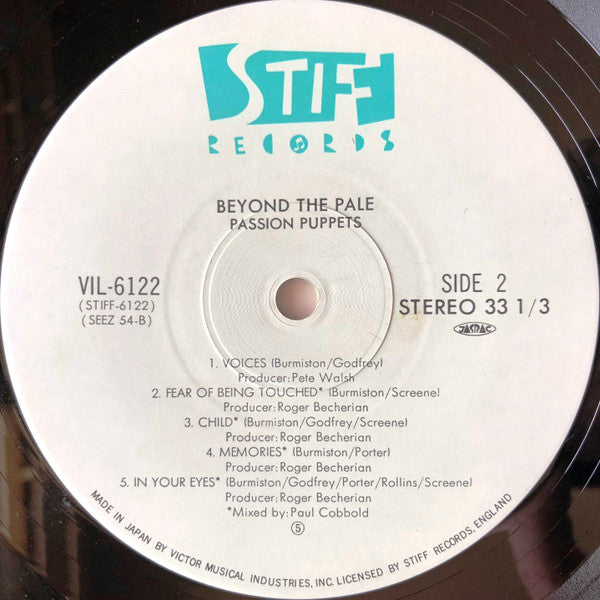 STIFF
RECORDS
BEYOND THE PALE
PASSION PUPPETS
VIL-6122
(STIFF-6122)
(SEEZ 54-B)
SIDE 2
STEREO 33 1/3
JASRAC
1. VOICES (Burmiston/Godfrey)
Producer: Pete Walsh
2. FEAR OF BEING TOUCHED* (Burmiston/Screene)
Producer: Roger Becherian
3. CHILD* (Burmiston/Godfrey/Screene)
Producer: Roger Becherian
4. MEMORIES* (Burmiston/Porter)
Producer: Roger Becherian
5. IN YOUR EYES* (Burmiston/Godfrey/Porter/Rollins/Screene)
Producer: Roger Becherian
*Mixed by: Paul Cobbold
⑤
MADE IN JAPAN BY VICTOR MUSICAL INDUSTRIES, INC. LICENSED BY STIFF RECORDS, ENGLAND